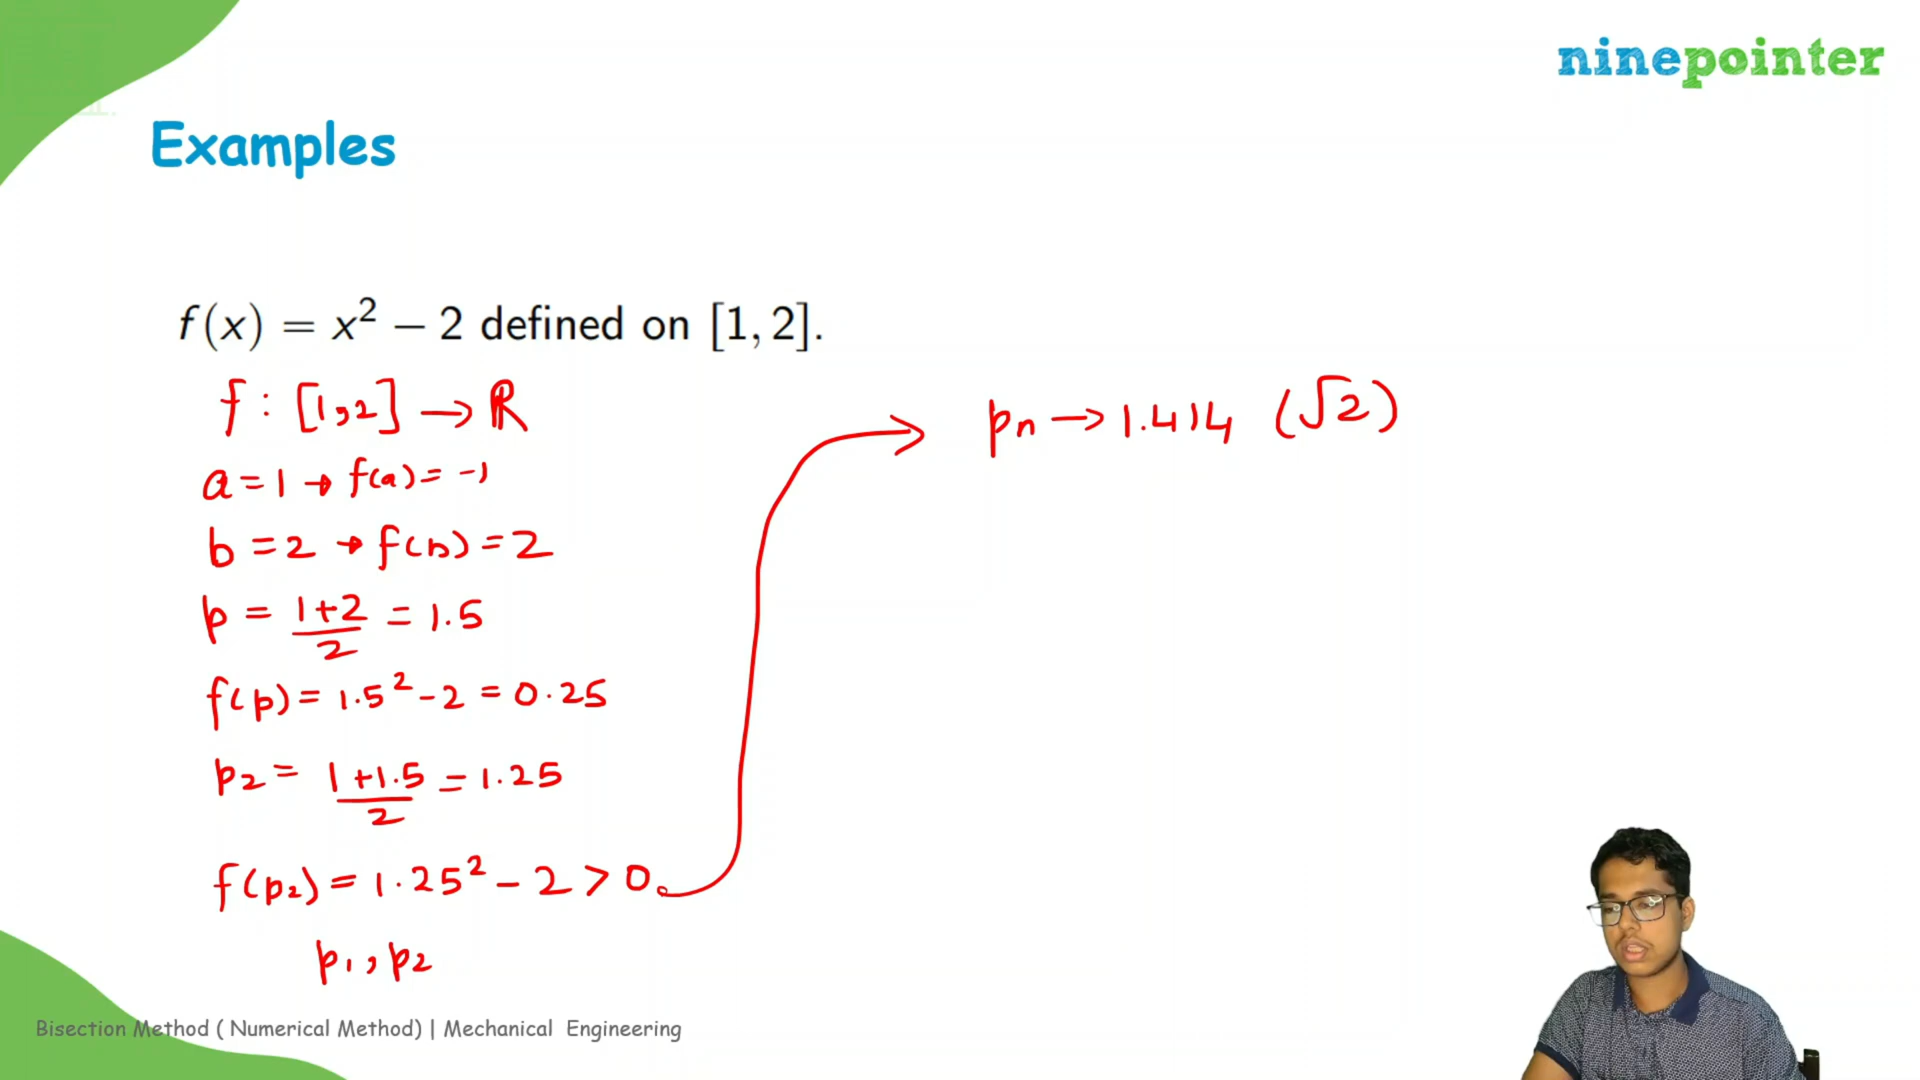 ninepointer
Examples
f(x) = x² − 2 defined on [1, 2].
f : [1,2] → ℝ
a = 1 → f(a) = -1
b = 2 → f(b) = 2
p = (1+2)/2 = 1.5
f(p) = 1.5² - 2 = 0.25
p₂ = (1+1.5)/2 = 1.25
f(p₂) = 1.25² - 2 > 0.
p₁, p₂
pₙ → 1.414 (√2)
Bisection Method ( Numerical Method) | Mechanical Engineering